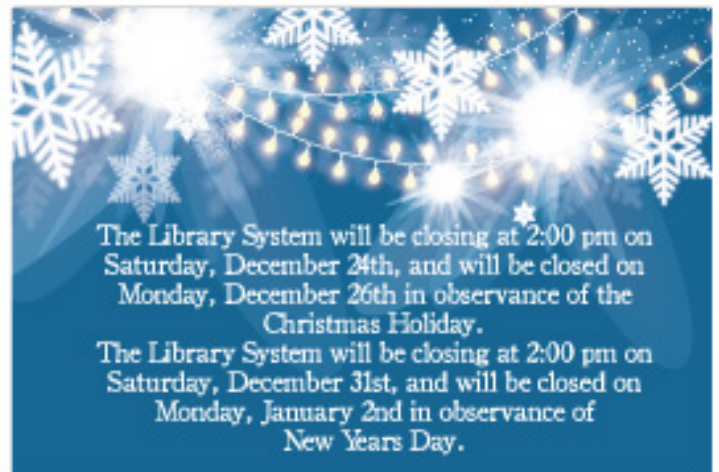 The Library System will be closing at 2:00 pm on
Saturday, December 24th, and will be closed on
Monday, December 26th in observance of the
Christmas Holiday.
The Library System will be closing at 2:00 pm on
Saturday, December 31st, and will be closed on
Monday, January 2nd in observance of
New Years Day.